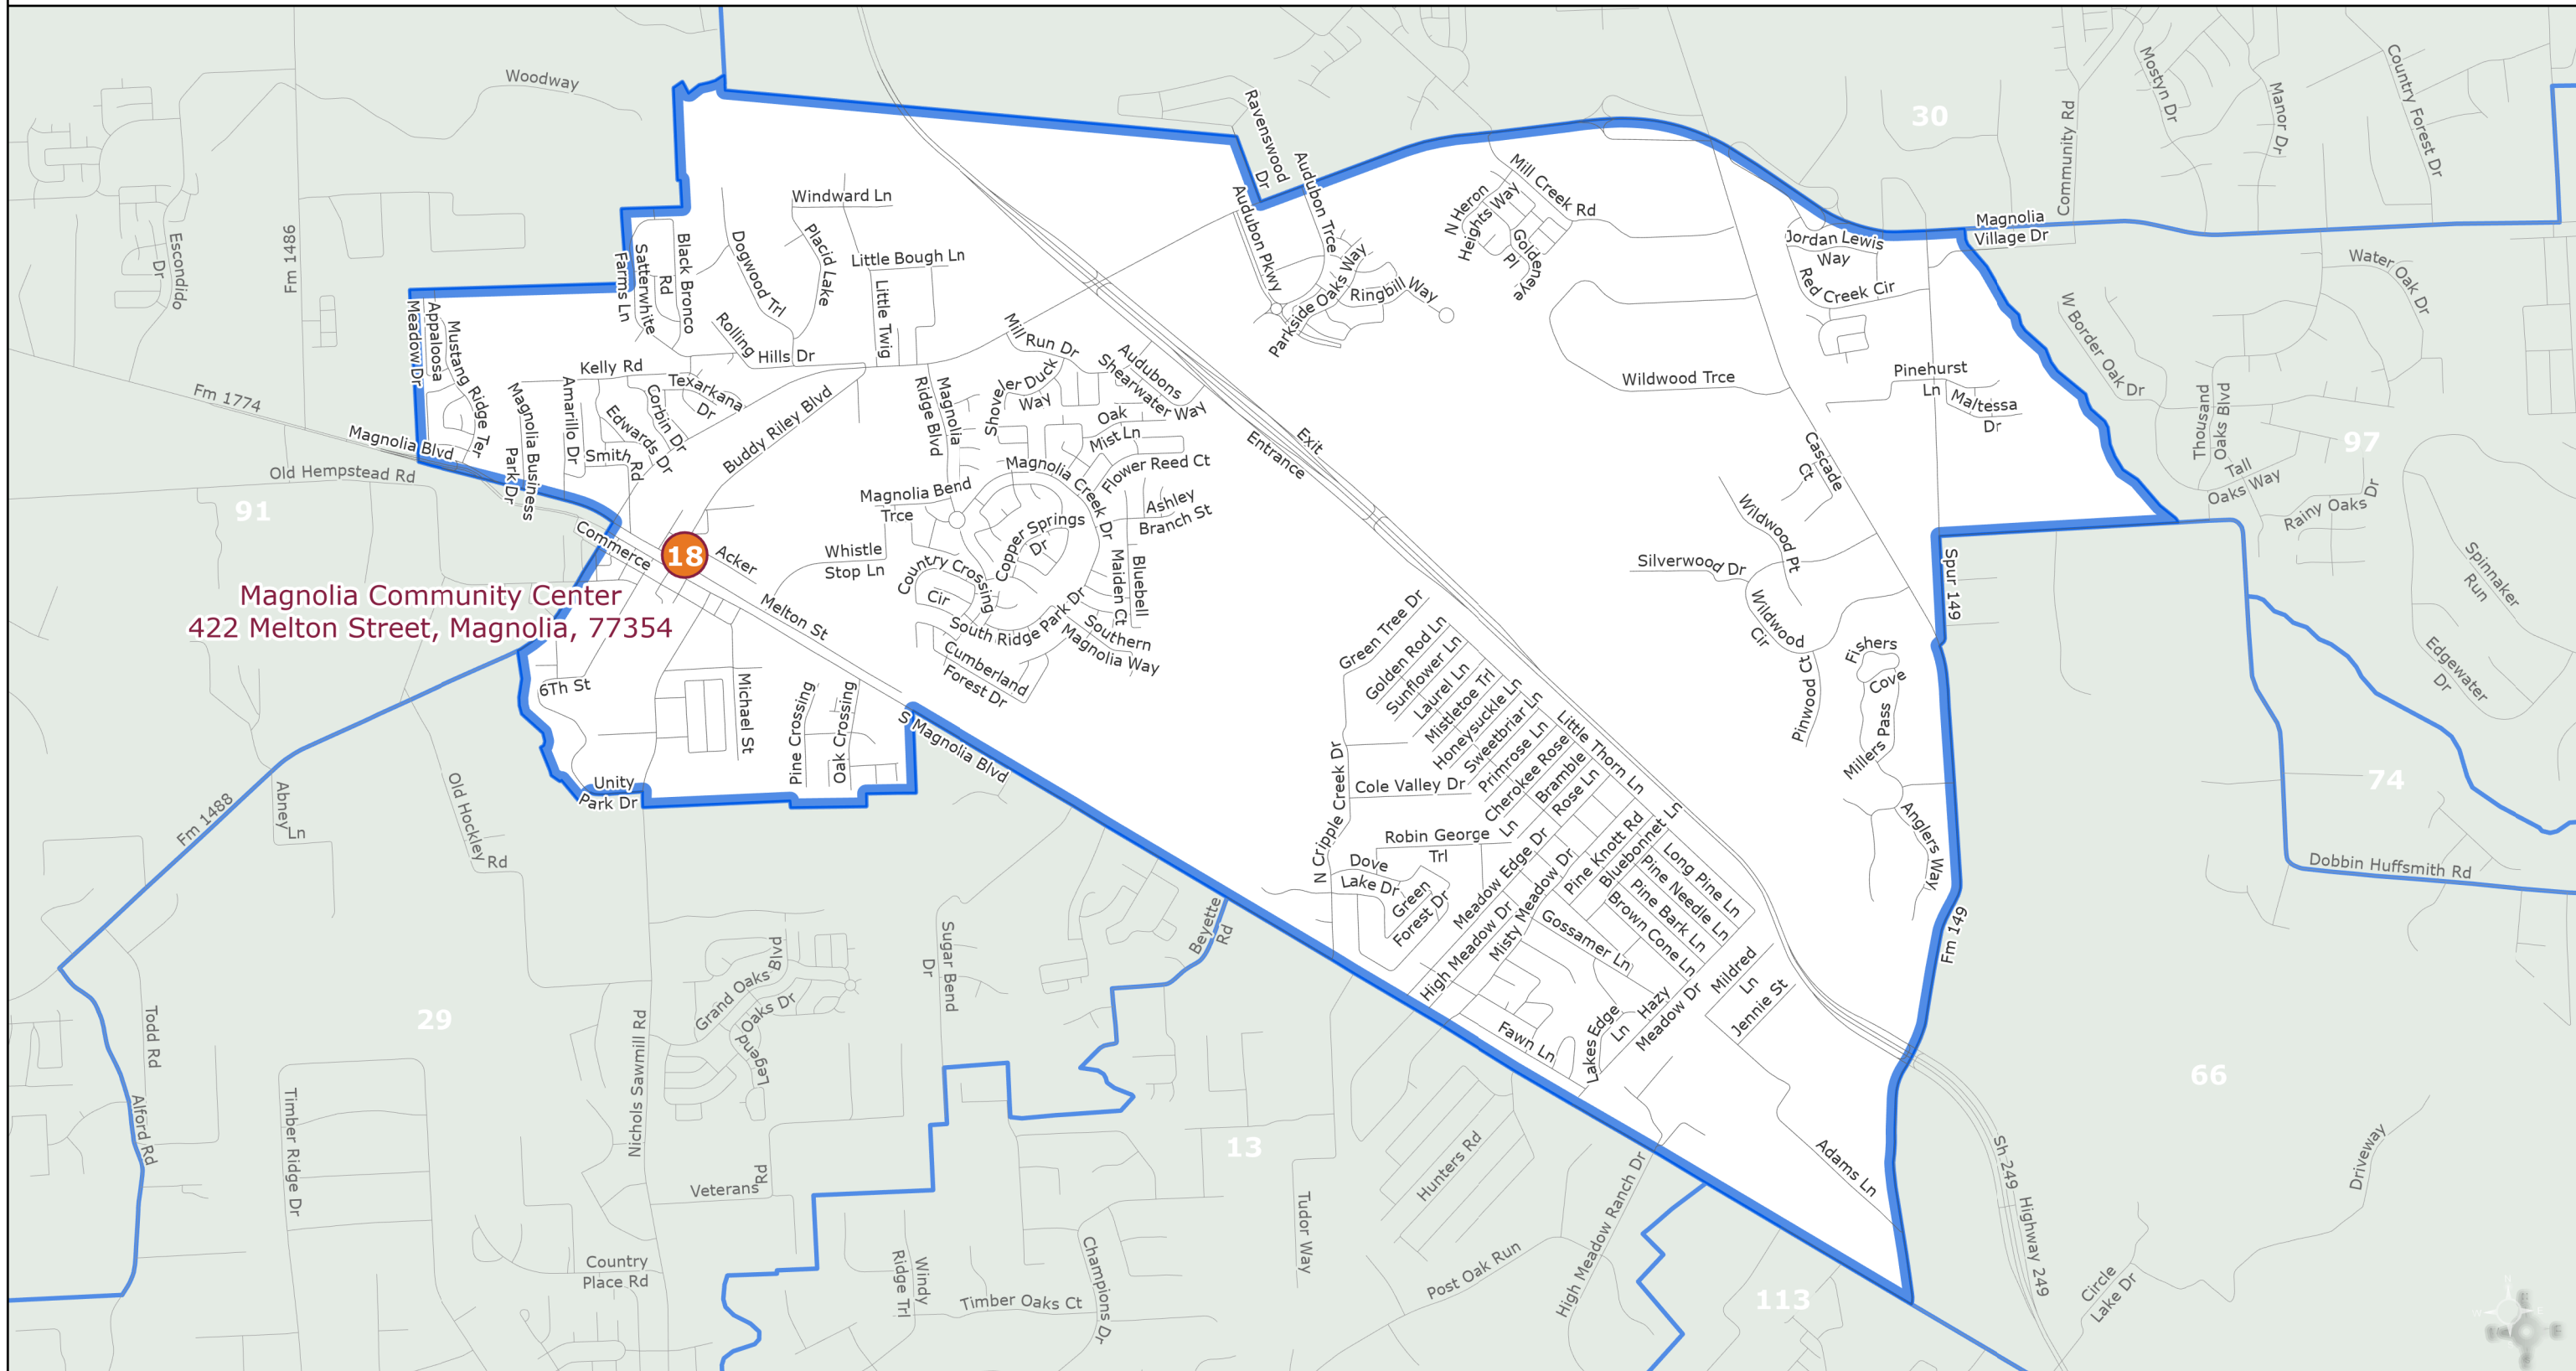 Woodway
Ravenswood
Dr
30
Mostyn Dr
Manor Dr
Country Forest Dr
Community Rd
Escondido
Dr
Fm 1486
Windward Ln
Placid Lake
Dogwood Trl
Little Bough Ln
Little Twig
Black Bronco
Satterwhite
Rd
Farms Ln
Rolling
Hills Dr
Audubon Trce
Audubon Pkwy
Parkside Oaks Way
Ringbill Way
N Heron
Heights Way
Mill Creek Rd
Goldeneye
Pl
Jordan Lewis
Way
Red Creek Cir
Magnolia
Village Dr
Water Oak Dr
W Border Oak Dr
Thousand
Oaks Blvd
Tall
Oaks Way
97
Rainy Oaks Dr
Spinnaker
Run
Edgewater
Dr
Appaloosa
Meadow Dr
Mustang Ridge Ter
Kelly Rd
Texarkana
Dr
Corbin Dr
Edwards Dr
Amarillo Dr
Smith Rd
Magnolia Business
Park Dr
Buddy Riley Blvd
Mill Run Dr
Shoveler Duck
Way
Audubons
Shearwater Way
Oak
Mist Ln
Flower Reed Ct
Magnolia
Ridge Blvd
Magnolia Creek Dr
Magnolia Bend
Trce
Ashley
Branch St
Copper Springs
Dr
Whistle
Stop Ln
Country Crossing
Cir
Maiden Ct
Bluebell
South Ridge Park Dr
Southern
Magnolia Way
Cumberland
Forest Dr
Exit
Entrance
Wildwood Trce
Pinehurst
Ln
Maltessa
Dr
Cascade
Ct
Wildwood Pt
Silverwood Dr
Wildwood
Cir
Pinwood Ct
Fishers
Cove
Millers Pass
Anglers Way
Spur 149
Fm 149
Fm 1774
Magnolia Blvd
Old Hempstead Rd
91
Commerce
18
Acker
Magnolia Community Center
422 Melton Street, Magnolia, 77354
Melton St
6Th St
Michael St
Pine Crossing
Oak Crossing
Unity
Park Dr
S Magnolia Blvd
Fm 1488
Abney
Ln
Old Hockley
Rd
Green Tree Dr
Golden Rod Ln
Sunflower Ln
Laurel Ln
Mistletoe Trl
Honeysuckle Ln
Sweetbriar Ln
Primrose Ln
Cherokee Rose
Ln
Bramble
Rose Ln
Little Thorn Ln
N Cripple Creek Dr
Cole Valley Dr
Robin George
Trl
Dove
Lake Dr
Green
Forest Dr
Meadow Edge Dr
High Meadow Dr
Misty Meadow Dr
Pine Knott Rd
Bluebonnet Ln
Long Pine Ln
Pine Needle Ln
Pine Bark Ln
Brown Cone Ln
Gossamer Ln
Mildred
Ln
Jennie St
Hazy
Meadow Dr
Lakes Edge
Ln
Fawn Ln
Adams Ln
74
Dobbin Huffsmith Rd
66
Sh 249
Highway 249
Driveway
Circle
Lake Dr
29
Todd Rd
Alford Rd
Timber Ridge Dr
Nichols Sawmill Rd
Grand Oaks Blvd
Legend
Oaks Dr
Sugar Bend
Dr
Beyette
Rd
Veterans
Rd
Country
Place Rd
Windy
Ridge Trl
Timber Oaks Ct
Champions Dr
13
Tudor Way
Hunters Rd
Post Oak Run
High Meadow Ranch Dr
113